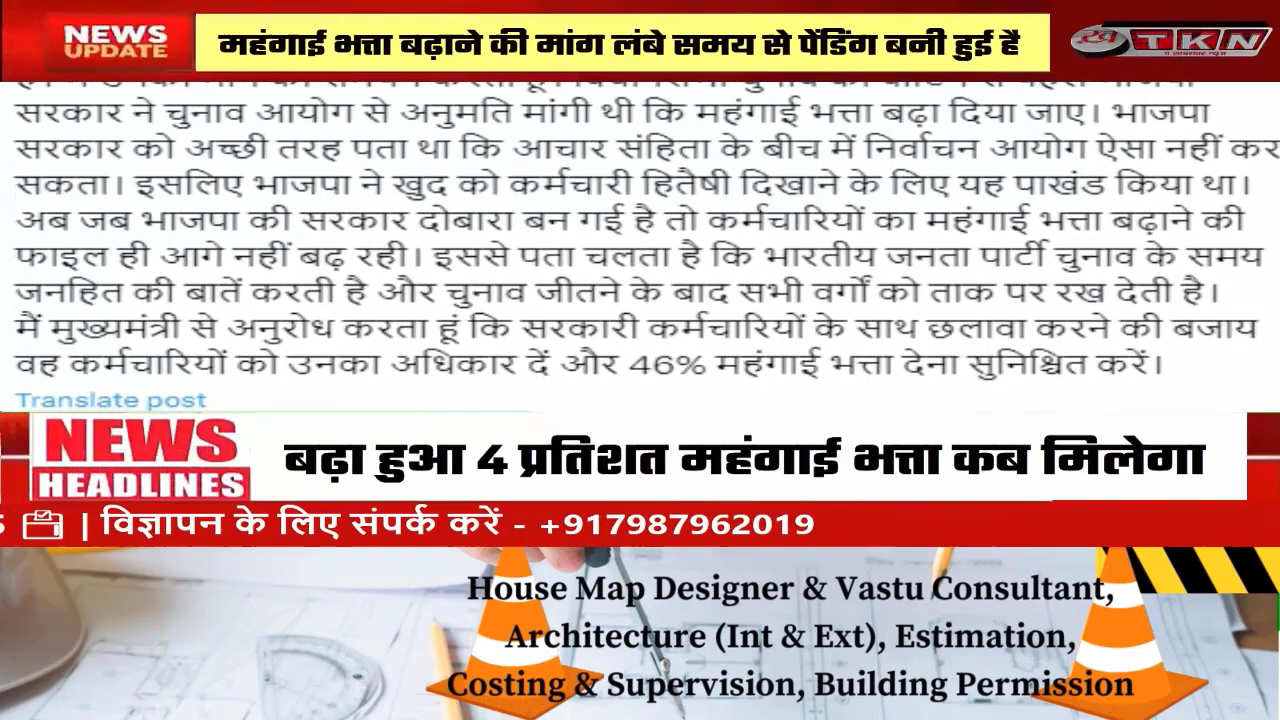 NEWS
UPDATE
महंगाई भत्ता बढ़ाने की मांग लंबे समय से पेंडिंग बनी हुई है
TKN
सरकार ने चुनाव आयोग से अनुमति मांगी थी कि महंगाई भत्ता बढ़ा दिया जाए। भाजपा
सरकार को अच्छी तरह पता था कि आचार संहिता के बीच में निर्वाचन आयोग ऐसा नहीं कर
सकता। इसलिए भाजपा ने खुद को कर्मचारी हितैषी दिखाने के लिए यह पाखंड किया था।
अब जब भाजपा की सरकार दोबारा बन गई है तो कर्मचारियों का महंगाई भत्ता बढ़ाने की
फाइल ही आगे नहीं बढ़ रही। इससे पता चलता है कि भारतीय जनता पार्टी चुनाव के समय
जनहित की बातें करती है और चुनाव जीतने के बाद सभी वर्गों को ताक पर रख देती है।
मैं मुख्यमंत्री से अनुरोध करता हूं कि सरकारी कर्मचारियों के साथ छलावा करने की बजाय
वह कर्मचारियों को उनका अधिकार दें और 46% महंगाई भत्ता देना सुनिश्चित करें।
Translate post
NEWS
HEADLINES
बढ़ा हुआ 4 प्रतिशत महंगाई भत्ता कब मिलेगा
| विज्ञापन के लिए संपर्क करें - +917987962019
House Map Designer & Vastu Consultant,
Architecture (Int & Ext), Estimation,
Costing & Supervision, Building Permission